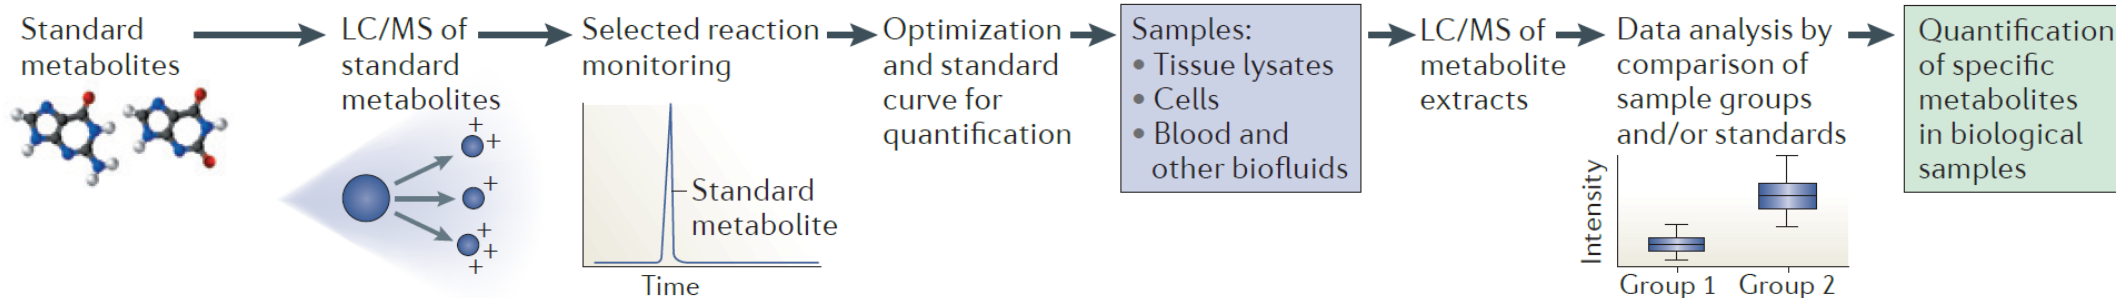 Standard
metabolites
LC/MS of
standard
metabolites
+
+
+
+
+
+
Selected reaction
monitoring
Standard
metabolite
Time
Optimization
and standard
curve for
quantification
Samples:
• Tissue lysates
• Cells
• Blood and
other biofluids
LC/MS of
metabolite
extracts
Data analysis by
comparison of
sample groups
and/or standards
Intensity
Group 1 Group 2
Quantification
of specific
metabolites
in biological
samples